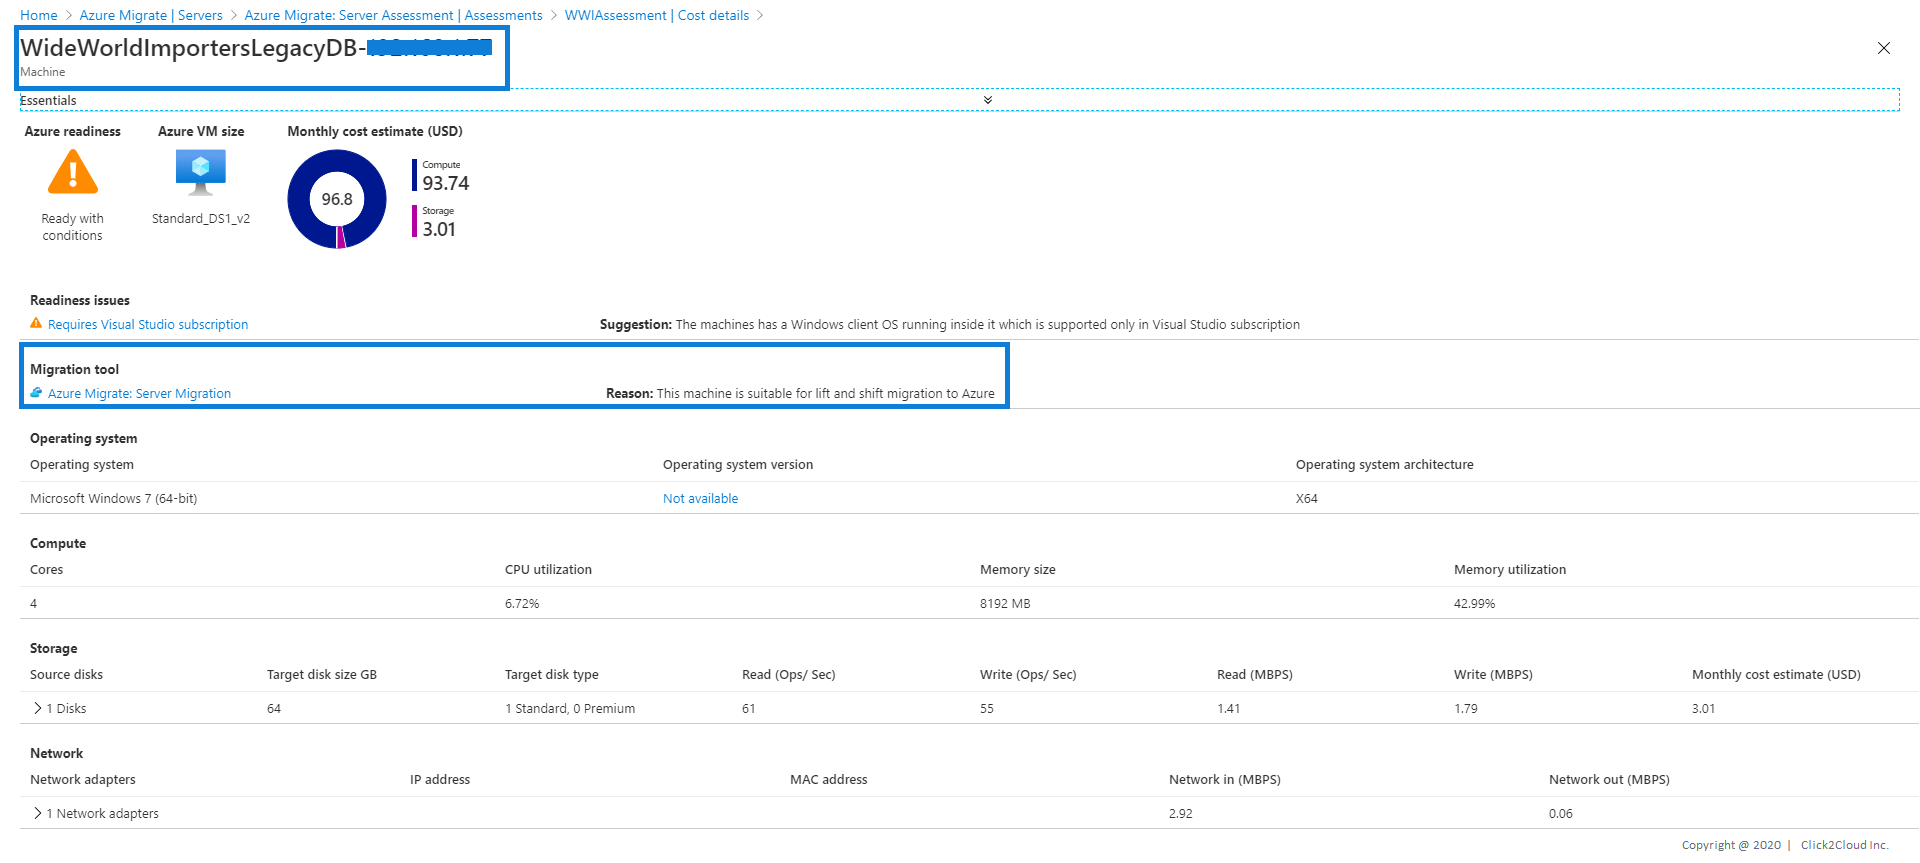 Home > Azure Migrate | Servers > Azure Migrate: Server Assessment | Assessments > WWIAssessment | Cost details >
WideWorldImportersLegacyDB-
Machine
Essentials
Azure readiness Azure VM size Monthly cost estimate (USD)
Compute
93.74
96.8
Storage
3.01
Ready with
conditions
Standard_DS1_v2
Readiness issues
Requires Visual Studio subscription Suggestion: The machines has a Windows client OS running inside it which is supported only in Visual Studio subscription
Migration tool
Azure Migrate: Server Migration Reason: This machine is suitable for lift and shift migration to Azure
Operating system
Operating system Operating system version Operating system architecture
Microsoft Windows 7 (64-bit) Not available X64
Compute
Cores CPU utilization Memory size Memory utilization
4 6.72% 8192 MB 42.99%
Storage
Source disks Target disk size GB Target disk type Read (Ops/ Sec) Write (Ops/ Sec) Read (MBPS) Write (MBPS) Monthly cost estimate (USD)
> 1 Disks 64 1 Standard, 0 Premium 61 55 1.41 1.79 3.01
Network
Network adapters IP address MAC address Network in (MBPS) Network out (MBPS)
> 1 Network adapters 2.92 0.06
Copyright @ 2020 | Click2Cloud Inc.